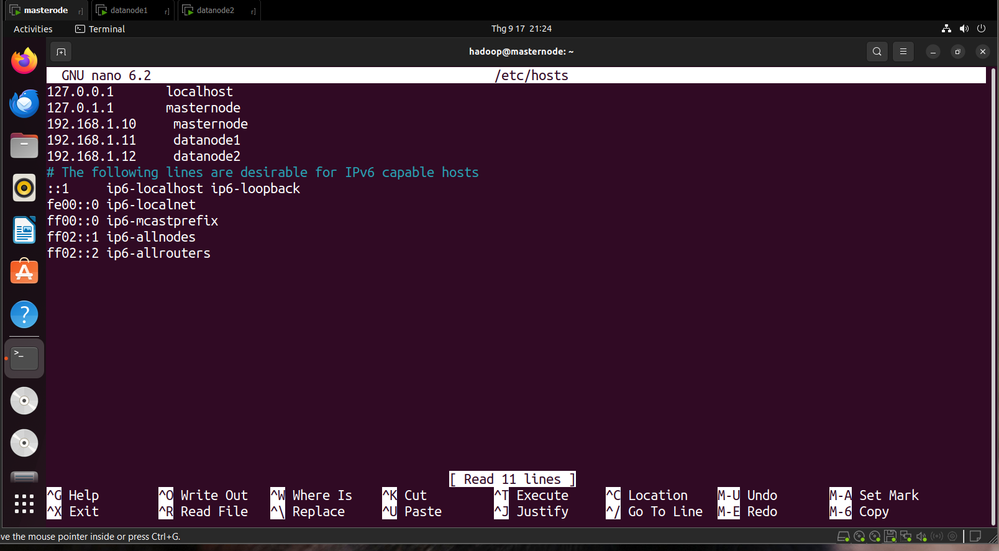 masterode
datanode1
datanode2
Activities
Terminal
Thg 9 17 21:24
hadoop@masternode: ~
GNU nano 6.2 /etc/hosts
127.0.0.1 localhost
127.0.1.1 masternode
192.168.1.10 masternode
192.168.1.11 datanode1
192.168.1.12 datanode2
# The following lines are desirable for IPv6 capable hosts
::1 ip6-localhost ip6-loopback
fe00::0 ip6-localnet
ff00::0 ip6-mcastprefix
ff02::1 ip6-allnodes
ff02::2 ip6-allrouters
[ Read 11 lines ]
^G Help ^O Write Out ^W Where Is ^K Cut ^T Execute ^C Location M-U Undo M-A Set Mark
^X Exit ^R Read File ^\ Replace ^U Paste ^J Justify ^/ Go To Line M-E Redo M-6 Copy
ve the mouse pointer inside or press Ctrl+G.